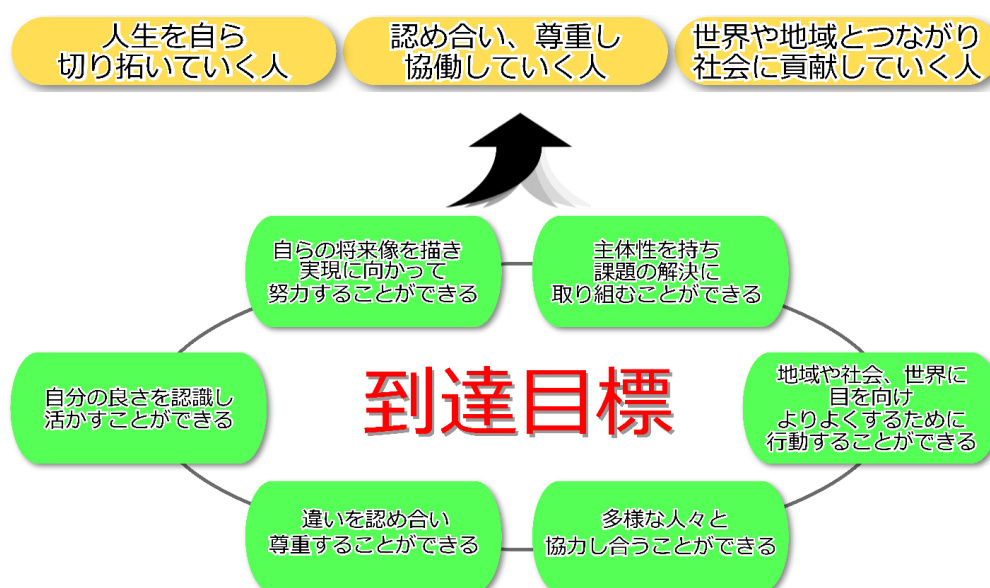 人生を自ら
切り拓いていく人
認め合い、尊重し
協働していく人
世界や地域とつながり
社会に貢献していく人
自らの将来像を描き
実現に向かって
努力することができる
主体性を持ち
課題の解決に
取り組むことができる
自分の良さを認識し
活かすことができる
到達目標
地域や社会、世界に
目を向け
よりよくするために
行動することができる
違いを認め合い
尊重することができる
多様な人々と
協力し合うことができる